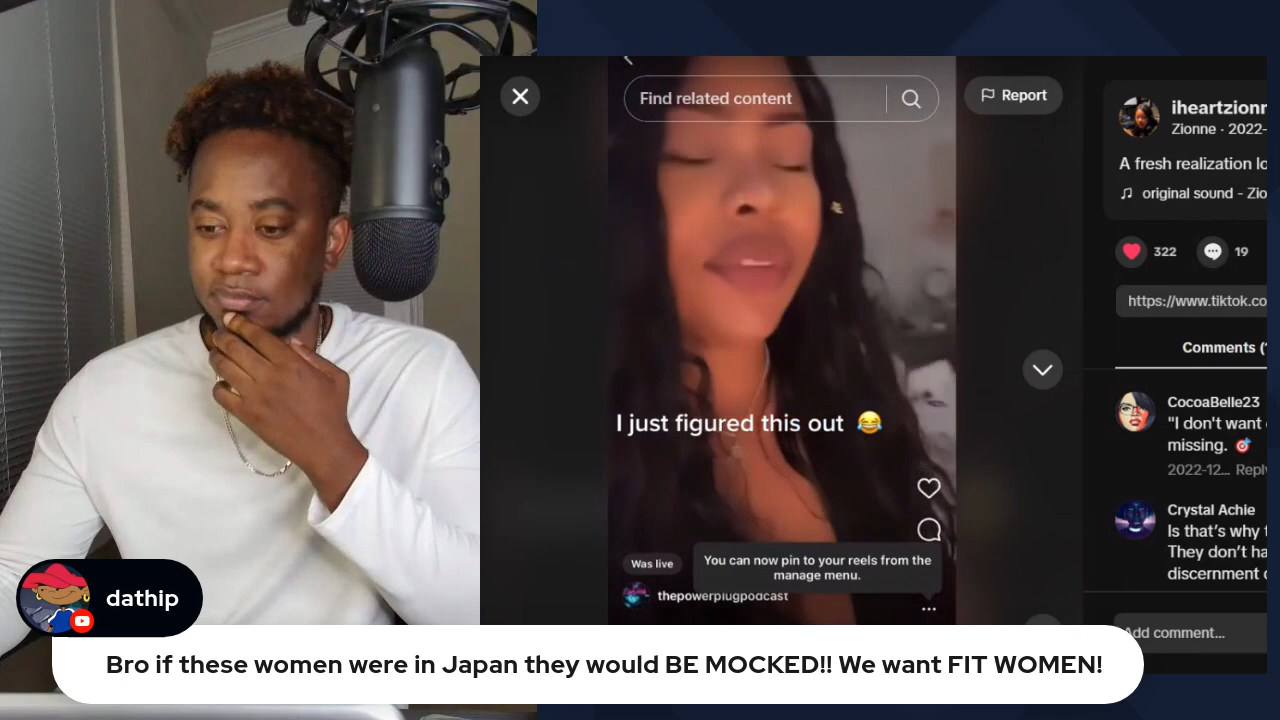 Find related content
Report
I just figured this out 😂
Was live
You can now pin to your reels from the
manage menu.
thepowerplugpodcast
iheartzionn
Zionne · 2022-
A fresh realization lo
original sound - Zio
322
19
https://www.tiktok.co
Comments (
CocoaBelle23
"I don't want
missing. 🎯
2022-12... Reply
Crystal Achie
Is that's why t
They don't ha
discernment
Add comment...
dathip
Bro if these women were in Japan they would BE MOCKED!! We want FIT WOMEN!